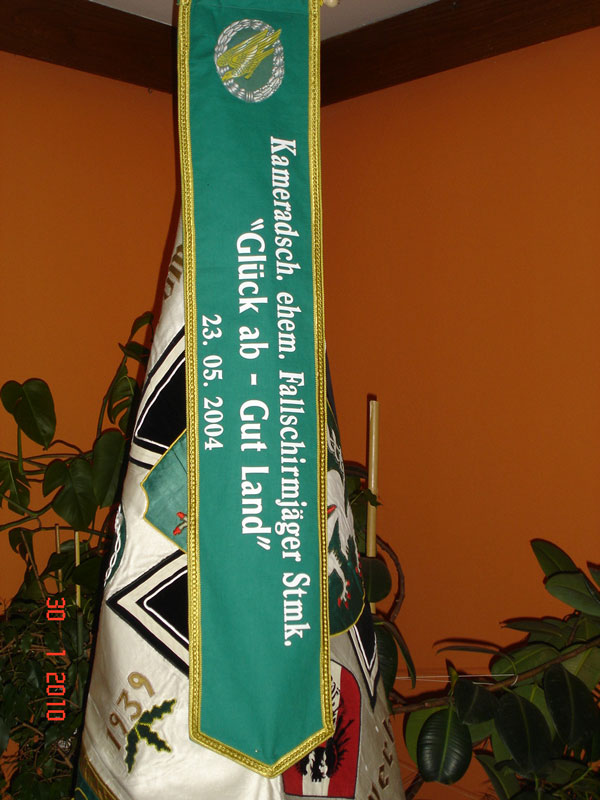 Kameradsch. ehem. Fallschirmjäger Stmk.
"Glück ab - Gut Land"
23. 05. 2004
1939
30 1 2010